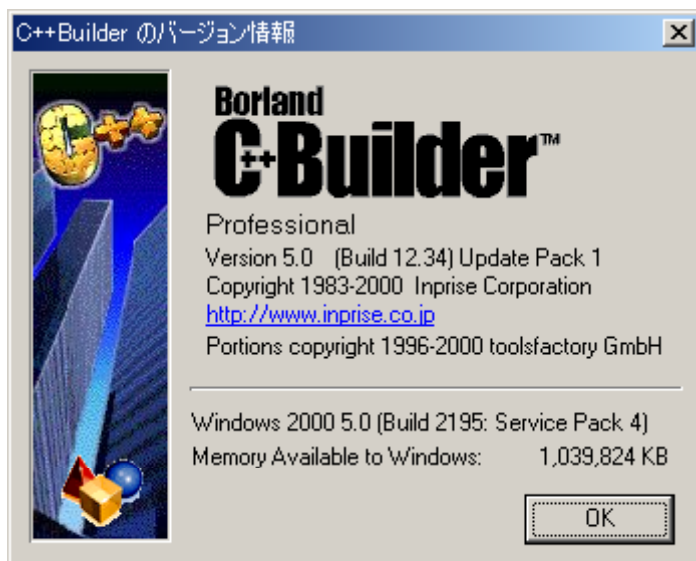 C++Builder のバージョン情報
C++
Borland
C++Builder™
Professional
Version 5.0 (Build 12.34) Update Pack 1
Copyright 1983-2000 Inprise Corporation
http://www.inprise.co.jp
Portions copyright 1996-2000 toolsfactory GmbH
Windows 2000 5.0 (Build 2195: Service Pack 4)
Memory Available to Windows: 1,039,824 KB
OK